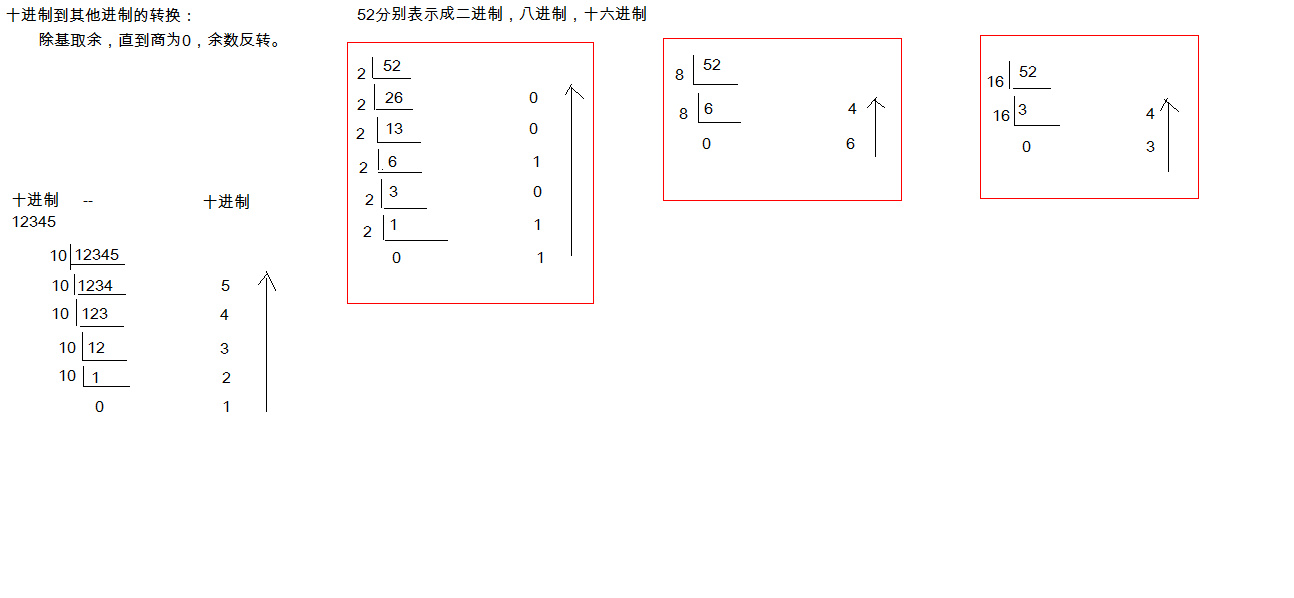 十进制到其他进制的转换：
除基取余，直到商为0，余数反转。
十进制 -- 十进制
12345
10 12345
10 1234 5
10 123 4
10 12 3
10 1 2
0 1
52分别表示成二进制，八进制，十六进制
2 52
2 26 0
2 13 0
2 6 1
2 3 0
2 1 1
0 1
8 52
8 6 4
0 6
16 52
16 3 4
0 3